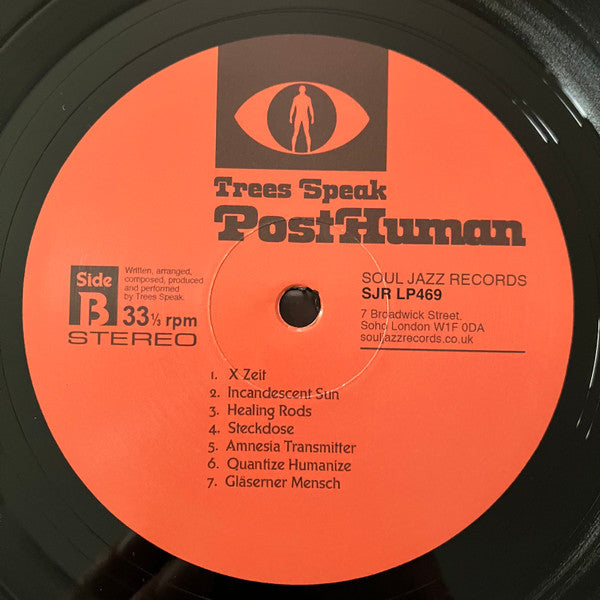 Trees Speak
PostHuman
Side
B
Written, arranged,
composed, produced
and performed
by Trees Speak.
33⅓ rpm
STEREO
SOUL JAZZ RECORDS
SJR LP469
7 Broadwick Street,
Soho London W1F 0DA
souljazzrecords.co.uk
1. X Zeit
2. Incandescent Sun
3. Healing Rods
4. Steckdose
5. Amnesia Transmitter
6. Quantize Humanize
7. Gläserner Mensch